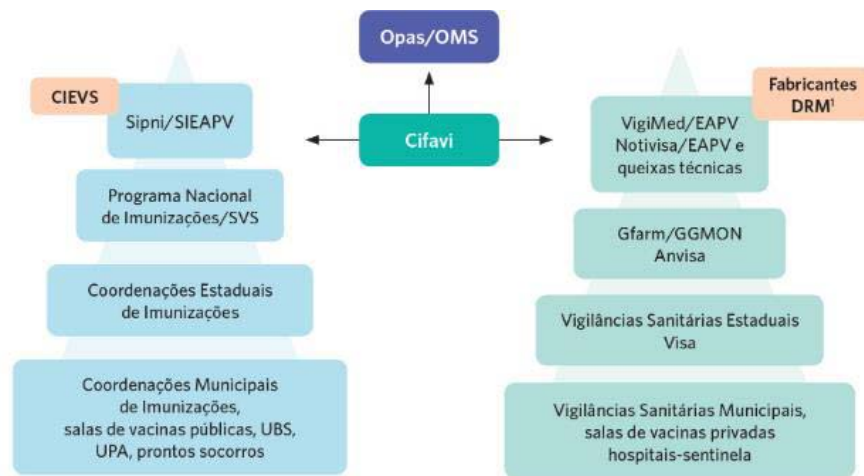 Opas/OMS
CIEVS
Sipni/SIEAPV
Cifavi
Fabricantes
DRM¹
VigiMed/EAPV
Notivisa/EAPV e
queixas técnicas
Programa Nacional
de Imunizações/SVS
Gfarm/GGMON
Anvisa
Coordenações Estaduais
de Imunizações
Vigilâncias Sanitárias Estaduais
Visa
Coordenações Municipais
de Imunizações,
salas de vacinas públicas, UBS,
UPA, prontos socorros
Vigilâncias Sanitárias Municipais,
salas de vacinas privadas
hospitais-sentinela